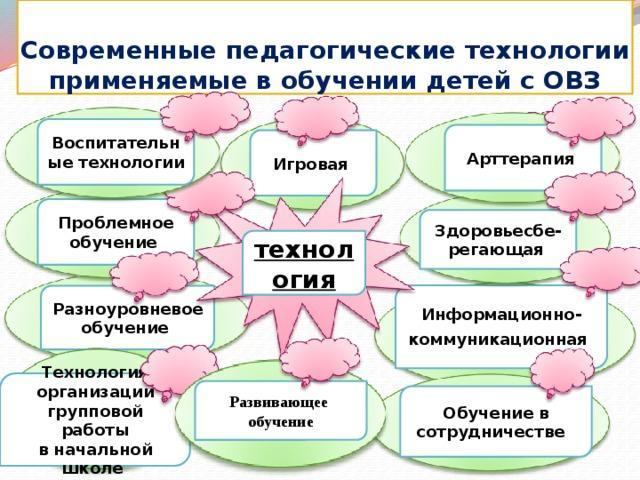 Современные педагогические технологии
применяемые в обучении детей с ОВЗ
Воспитательн
ые технологии
Игровая
Арттерапия
Проблемное
обучение
технол
огия
Здоровьесбе-
регающая
Разноуровневое
обучение
Информационно-
коммуникационная
Технология
организации
групповой
работы
в начальной
школе
Развивающее
обучение
Обучение в
сотрудничестве